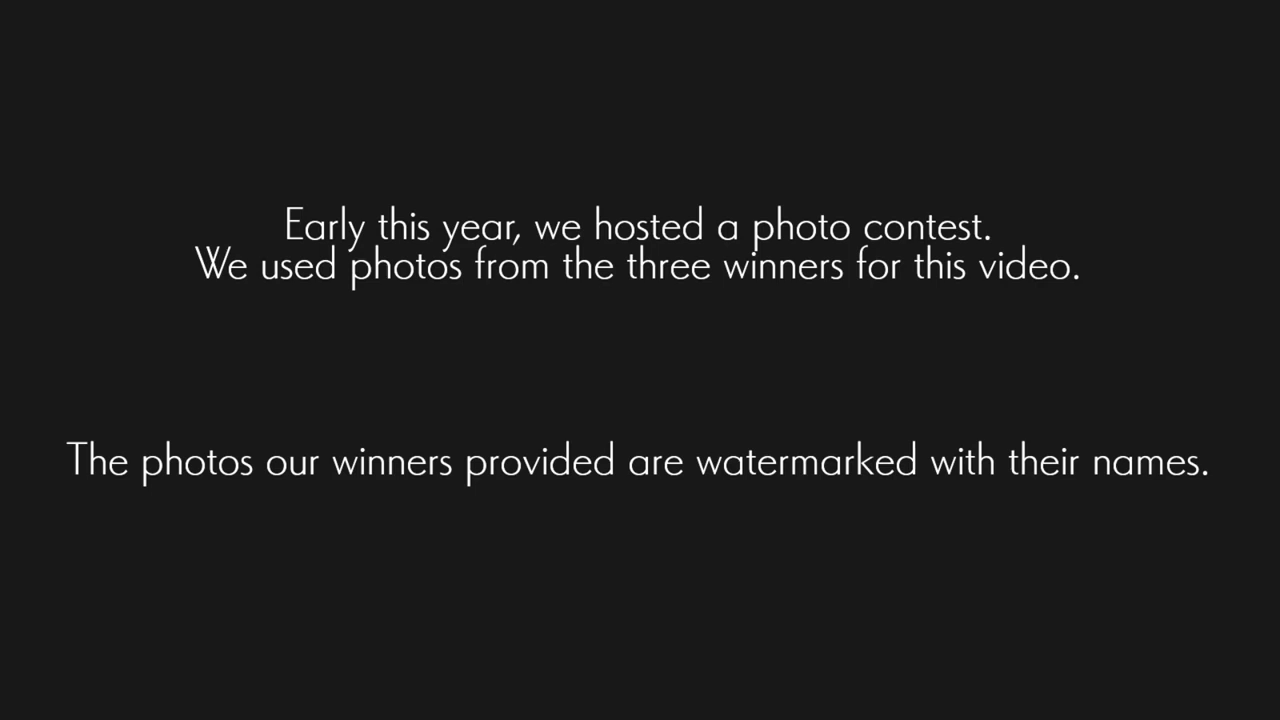 Early this year, we hosted a photo contest.
We used photos from the three winners for this video.
The photos our winners provided are watermarked with their names.